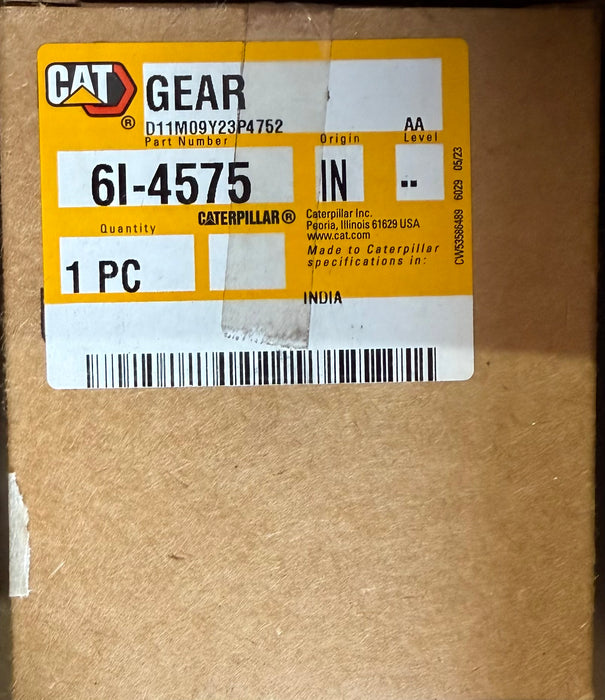 CAT®
GEAR
D11M09Y23P4752
AA
Part Number
Origin
Level
6I-4575
IN
--
CATERPILLAR®
Quantity
1 PC
Caterpillar Inc.
Peoria, Illinois 61629 USA
www.cat.com
Made to Caterpillar
specifications in:
INDIA
CW53586489 6029 05/23